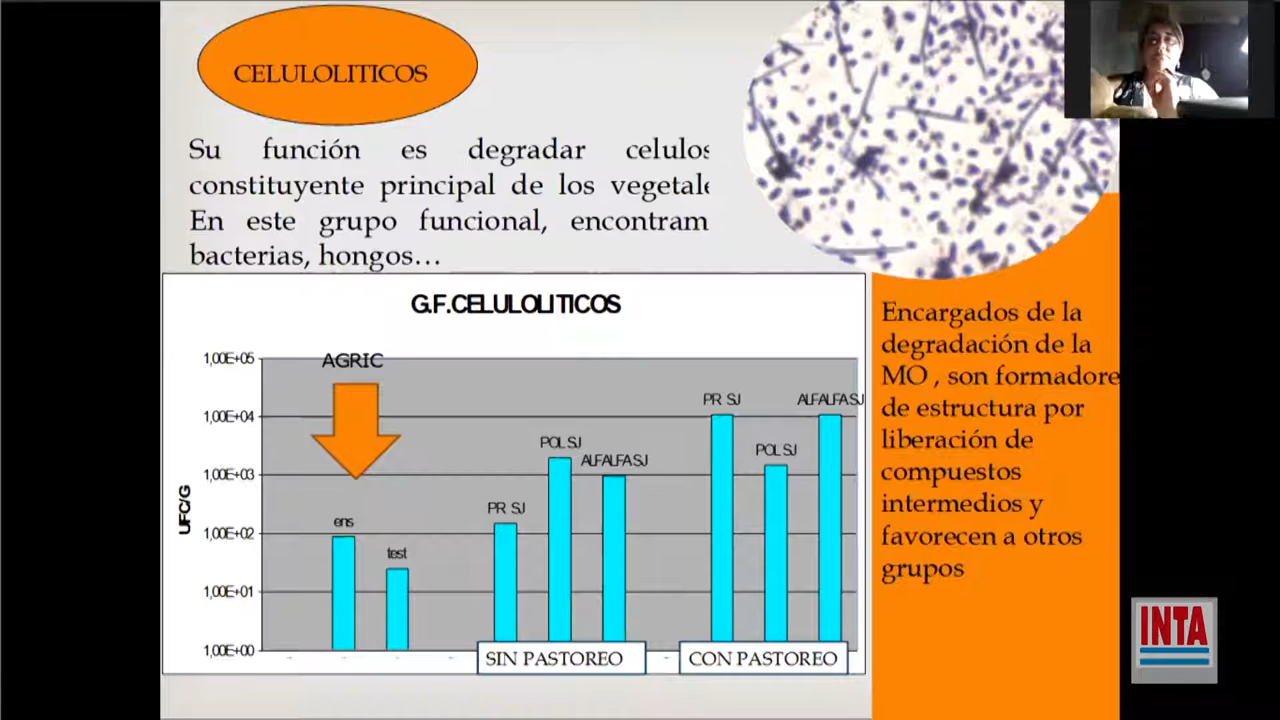 CELULOLITICOS
Su función es degradar celulos
constituyente principal de los vegetale
En este grupo funcional, encontram
bacterias, hongos…
G.F.CELULOLITICOS
UFC/G
1,00E+05
1,00E+04
1,00E+03
1,00E+02
1,00E+01
1,00E+00
AGRIC
ens
test
PR SJ
POL SJ
ALFALFA SJ
PR SJ
POL SJ
ALFALFA SJ
SIN PASTOREO
CON PASTOREO
Encargados de la
degradación de la
MO , son formadore
de estructura por
liberación de
compuestos
intermedios y
favorecen a otros
grupos
INTA